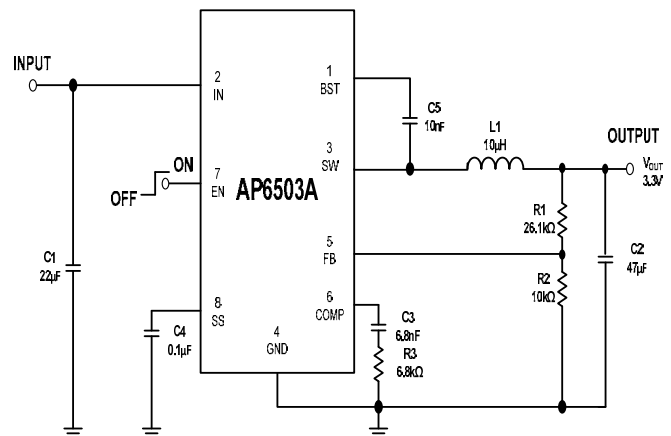 INPUT
2
IN
1
BST
C5
10nF
L1
10µH
OUTPUT
VOUT
3.3V
3
SW
ON
OFF
7
EN
AP6503A
R1
26.1kΩ
C1
22µF
5
FB
C2
47µF
R2
10kΩ
6
COMP
8
SS
C4
0.1µF
4
GND
C3
6.8nF
R3
6.8kΩ